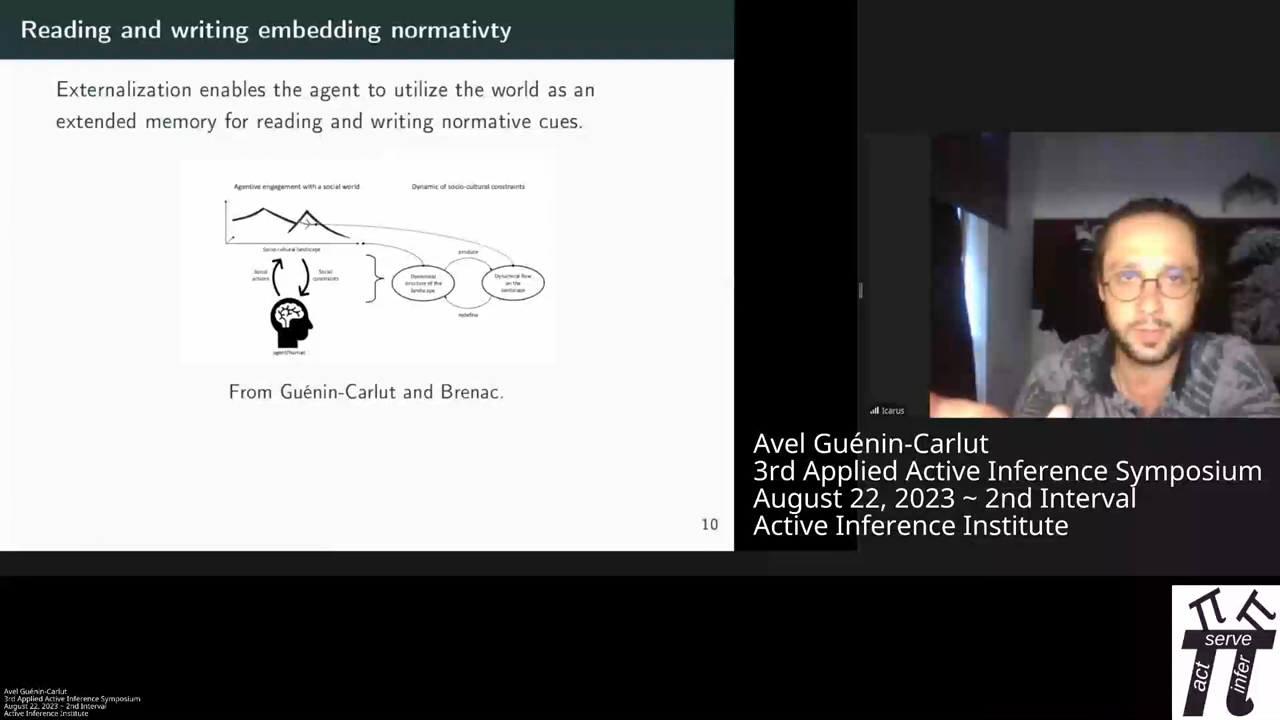 Reading and writing embedding normativty
Externalization enables the agent to utilize the world as an
extended memory for reading and writing normative cues.
Agentive engagement with a social world
Dynamic of socio-cultural constraints
Socio-cultural landscape
Social
actions
Social
constraints
agent/human
produce
Dynamical
structure of the
landscape
Dynamical flow
on the
landscape
redefine
From Guénin-Carlut and Brenac.
10
Icarus
Avel Guénin-Carlut
3rd Applied Active Inference Symposium
August 22, 2023 ~ 2nd Interval
Active Inference Institute
π π
serve
π
act
infer
Avel Guénin-Carlut
3rd Applied Active Inference Symposium
August 22, 2023 ~ 2nd Interval
Active Inference Institute